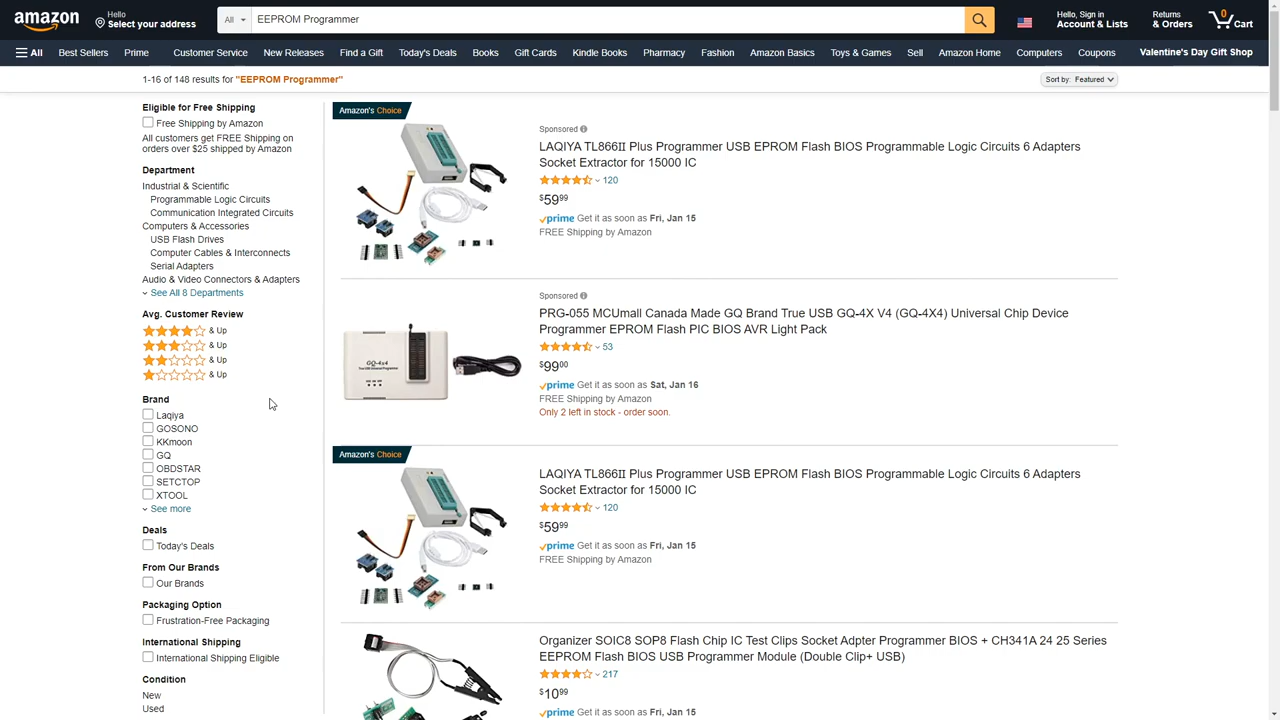 amazon
Hello
Select your address
All
EEPROM Programmer
Hello, Sign in
Account & Lists
Returns
& Orders
0
Cart
All
Best Sellers
Prime
Customer Service
New Releases
Find a Gift
Today's Deals
Books
Gift Cards
Kindle Books
Pharmacy
Fashion
Amazon Basics
Toys & Games
Sell
Amazon Home
Computers
Coupons
Valentine's Day Gift Shop
1-16 of 148 results for "EEPROM Programmer"
Sort by: Featured
Eligible for Free Shipping
Free Shipping by Amazon
All customers get FREE Shipping on
orders over $25 shipped by Amazon
Department
Industrial & Scientific
Programmable Logic Circuits
Communication Integrated Circuits
Computers & Accessories
USB Flash Drives
Computer Cables & Interconnects
Serial Adapters
Audio & Video Connectors & Adapters
See All 8 Departments
Avg. Customer Review
& Up
& Up
& Up
& Up
Brand
Laqiya
GOSONO
KKmoon
GQ
OBDSTAR
SETCTOP
XTOOL
See more
Deals
Today's Deals
From Our Brands
Our Brands
Packaging Option
Frustration-Free Packaging
International Shipping
International Shipping Eligible
Condition
New
Used
Amazon's Choice
Sponsored
LAQIYA TL866II Plus Programmer USB EPROM Flash BIOS Programmable Logic Circuits 6 Adapters
Socket Extractor for 15000 IC
120
$5999
prime Get it as soon as Fri, Jan 15
FREE Shipping by Amazon
GQ-4x4
True USB Universal Programmer
Sponsored
PRG-055 MCUmall Canada Made GQ Brand True USB GQ-4X V4 (GQ-4X4) Universal Chip Device
Programmer EPROM Flash PIC BIOS AVR Light Pack
53
$9900
prime Get it as soon as Sat, Jan 16
FREE Shipping by Amazon
Only 2 left in stock - order soon.
Amazon's Choice
LAQIYA TL866II Plus Programmer USB EPROM Flash BIOS Programmable Logic Circuits 6 Adapters
Socket Extractor for 15000 IC
120
$5999
prime Get it as soon as Fri, Jan 15
FREE Shipping by Amazon
Organizer SOIC8 SOP8 Flash Chip IC Test Clips Socket Adpter Programmer BIOS + CH341A 24 25 Series
EEPROM Flash BIOS USB Programmer Module (Double Clip+ USB)
217
$1099
prime Get it as soon as Fri, Jan 15